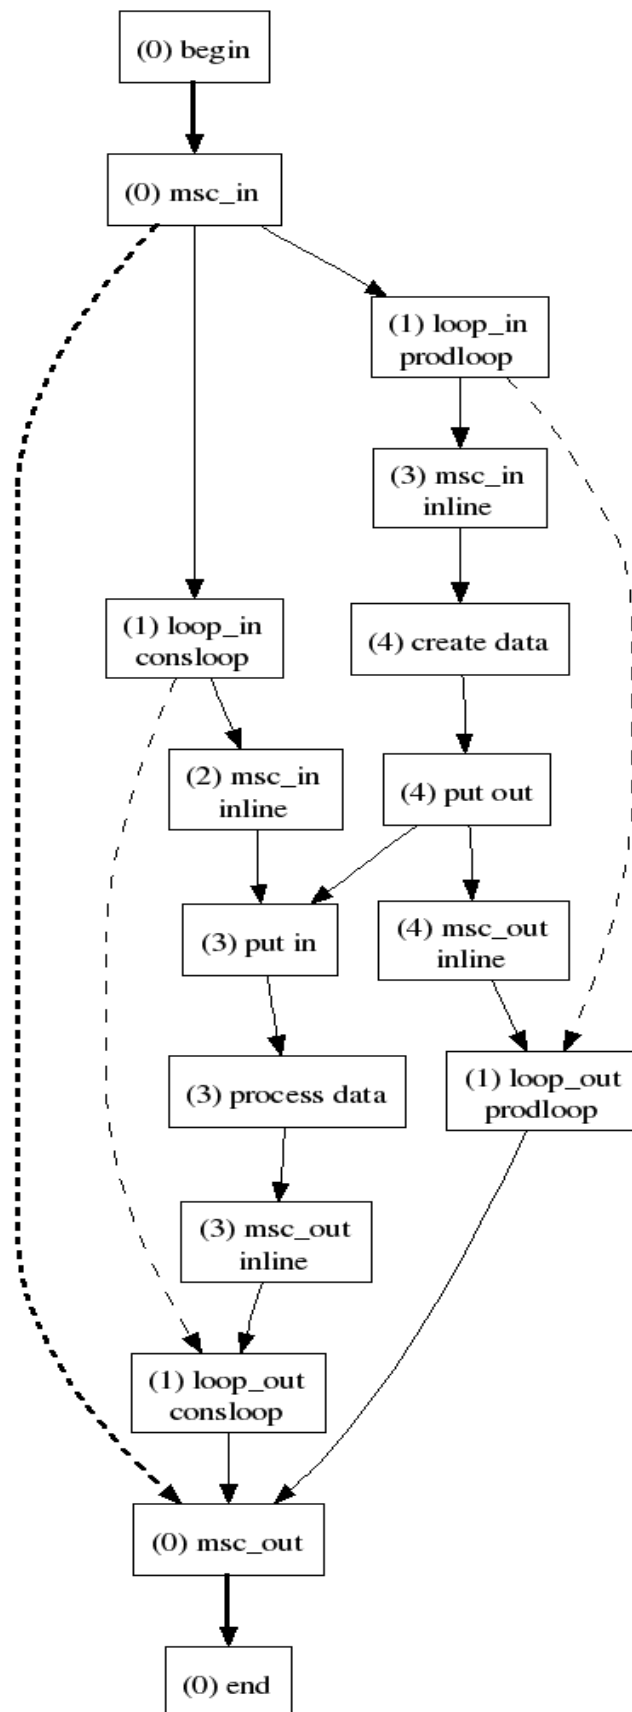 (0) begin
(0) msc_in
(1) loop_in
prodloop
(3) msc_in
inline
(1) loop_in
consloop
(4) create data
(2) msc_in
inline
(4) put out
(3) put in
(4) msc_out
inline
(3) process data
(1) loop_out
prodloop
(3) msc_out
inline
(1) loop_out
consloop
(0) msc_out
(0) end